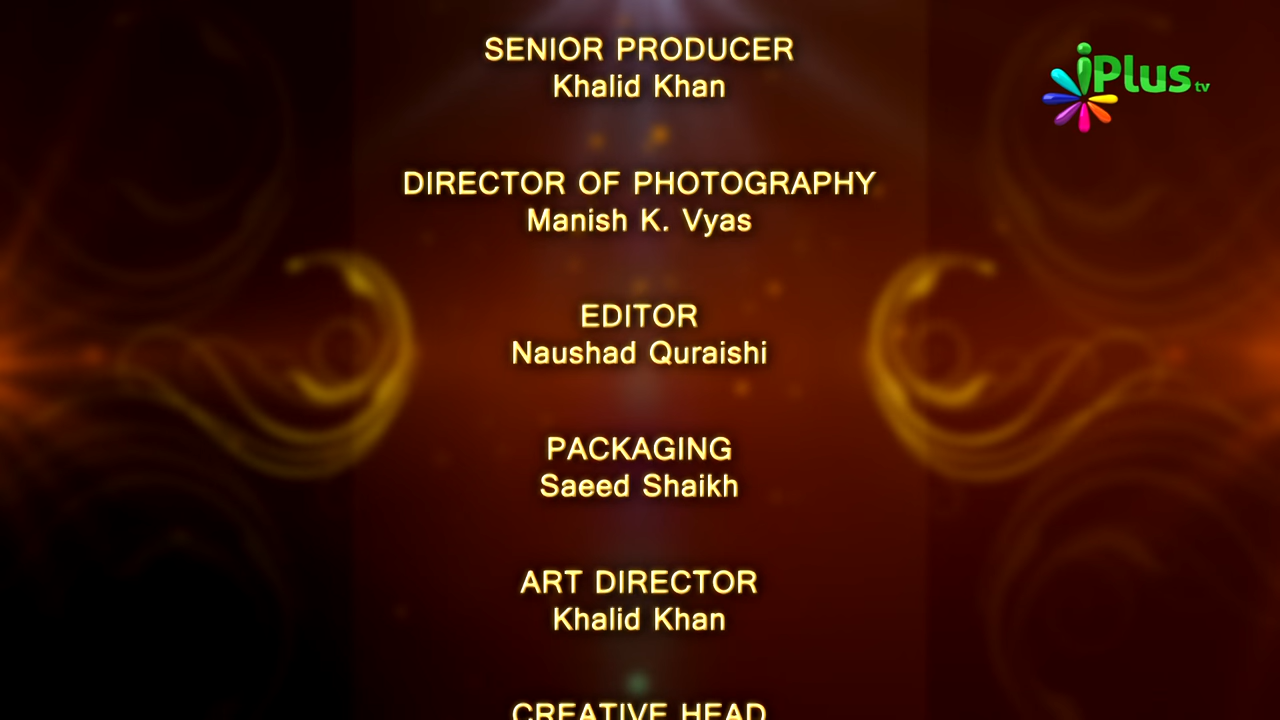 SENIOR PRODUCER
Khalid Khan
iPlus tv
DIRECTOR OF PHOTOGRAPHY
Manish K. Vyas
EDITOR
Naushad Quraishi
PACKAGING
Saeed Shaikh
ART DIRECTOR
Khalid Khan
CREATIVE HEAD